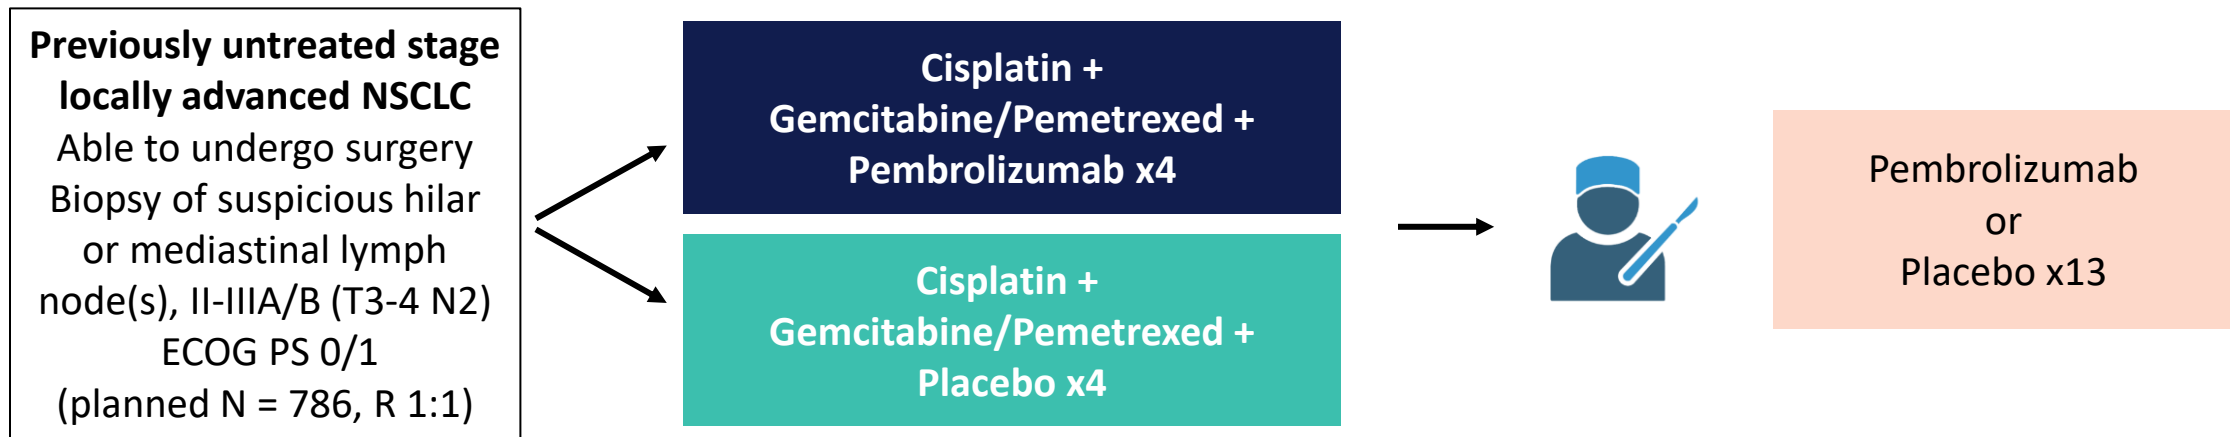 Previously untreated stage
locally advanced NSCLC
Able to undergo surgery
Biopsy of suspicious hilar
or mediastinal lymph
node(s), II-IIIA/B (T3-4 N2)
ECOG PS 0/1
(planned N = 786, R 1:1)
Cisplatin +
Gemcitabine/Pemetrexed +
Pembrolizumab x4
Cisplatin +
Gemcitabine/Pemetrexed +
Placebo x4
Pembrolizumab
or
Placebo x13